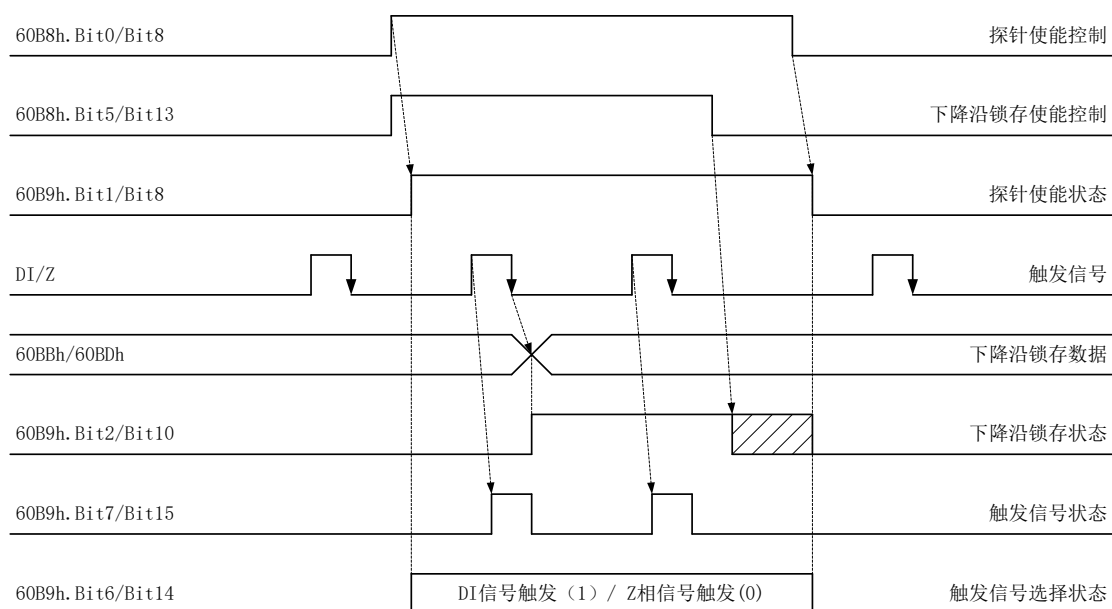 60B8h.Bit0/Bit8 探针使能控制
60B8h.Bit5/Bit13 下降沿锁存使能控制
60B9h.Bit1/Bit8 探针使能状态
DI/Z 触发信号
60BBh/60BDh 下降沿锁存数据
60B9h.Bit2/Bit10 下降沿锁存状态
60B9h.Bit7/Bit15 触发信号状态
60B9h.Bit6/Bit14 DI信号触发（1）/ Z相信号触发(0) 触发信号选择状态